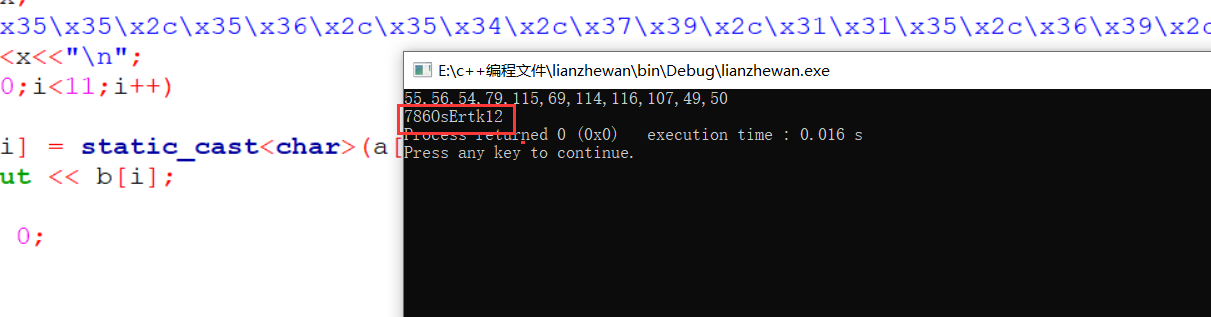 x35\x35\x2c\x35\x36\x2c\x35\x34\x2c\x37\x39\x2c\x31\x31\x35\x2c\x36\x39\x2c
<x<<"\n";
0;i<11;i++)
i] = static_cast<char>(a[
ut << b[i];
0;
E:\c++编程文件\lianzhewan\bin\Debug\lianzhewan.exe
55,56,54,79,115,69,114,116,107,49,50
786OsErtk12
Process returned 0 (0x0)   execution time : 0.016 s
Press any key to continue.